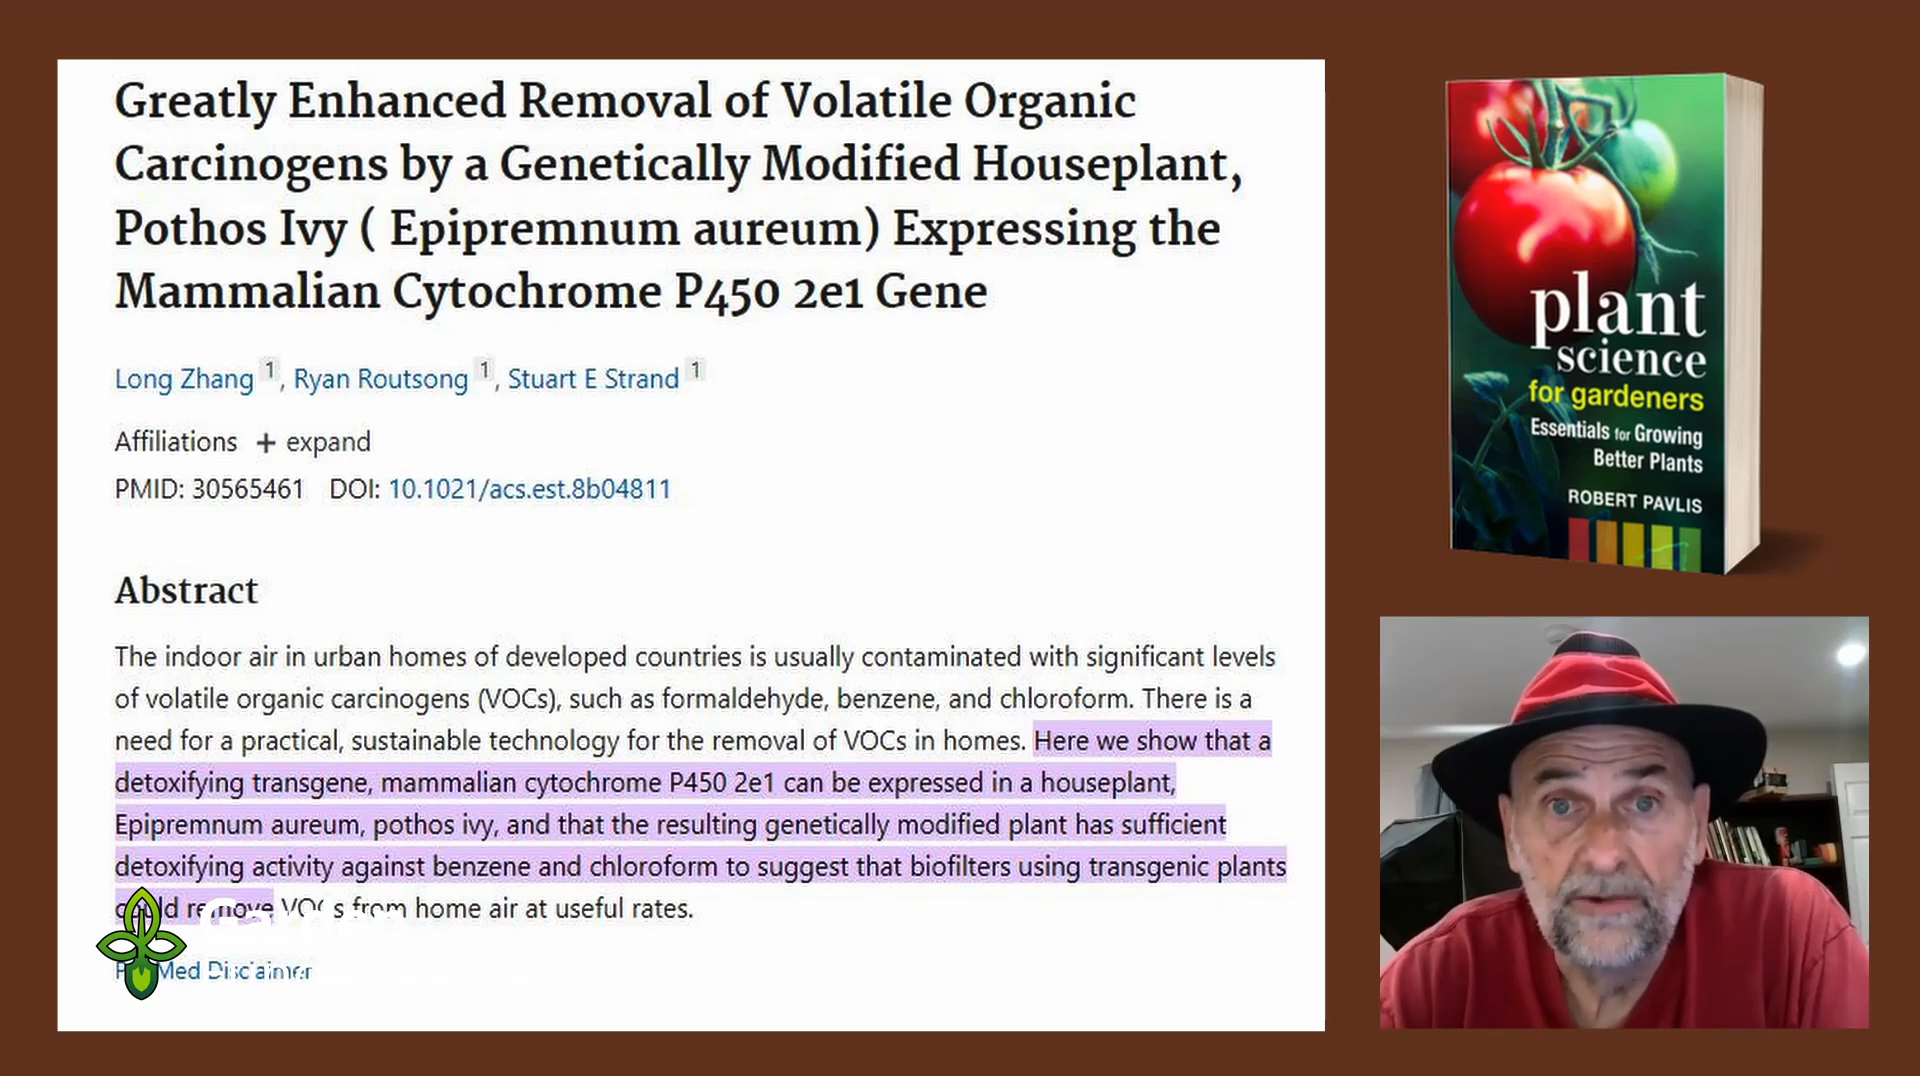 Greatly Enhanced Removal of Volatile Organic
Carcinogens by a Genetically Modified Houseplant,
Pothos Ivy ( Epipremnum aureum) Expressing the
Mammalian Cytochrome P450 2e1 Gene
Long Zhang 1, Ryan Routsong 1, Stuart E Strand 1
Affiliations + expand
PMID: 30565461 DOI: 10.1021/acs.est.8b04811
Abstract
The indoor air in urban homes of developed countries is usually contaminated with significant levels
of volatile organic carcinogens (VOCs), such as formaldehyde, benzene, and chloroform. There is a
need for a practical, sustainable technology for the removal of VOCs in homes. Here we show that a
detoxifying transgene, mammalian cytochrome P450 2e1 can be expressed in a houseplant,
Epipremnum aureum, pothos ivy, and that the resulting genetically modified plant has sufficient
detoxifying activity against benzene and chloroform to suggest that biofilters using transgenic plants
could remove VOCs from home air at useful rates.
PubMed Disclaimer
plant
science
for gardeners
Essentials for Growing
Better Plants
ROBERT PAVLIS